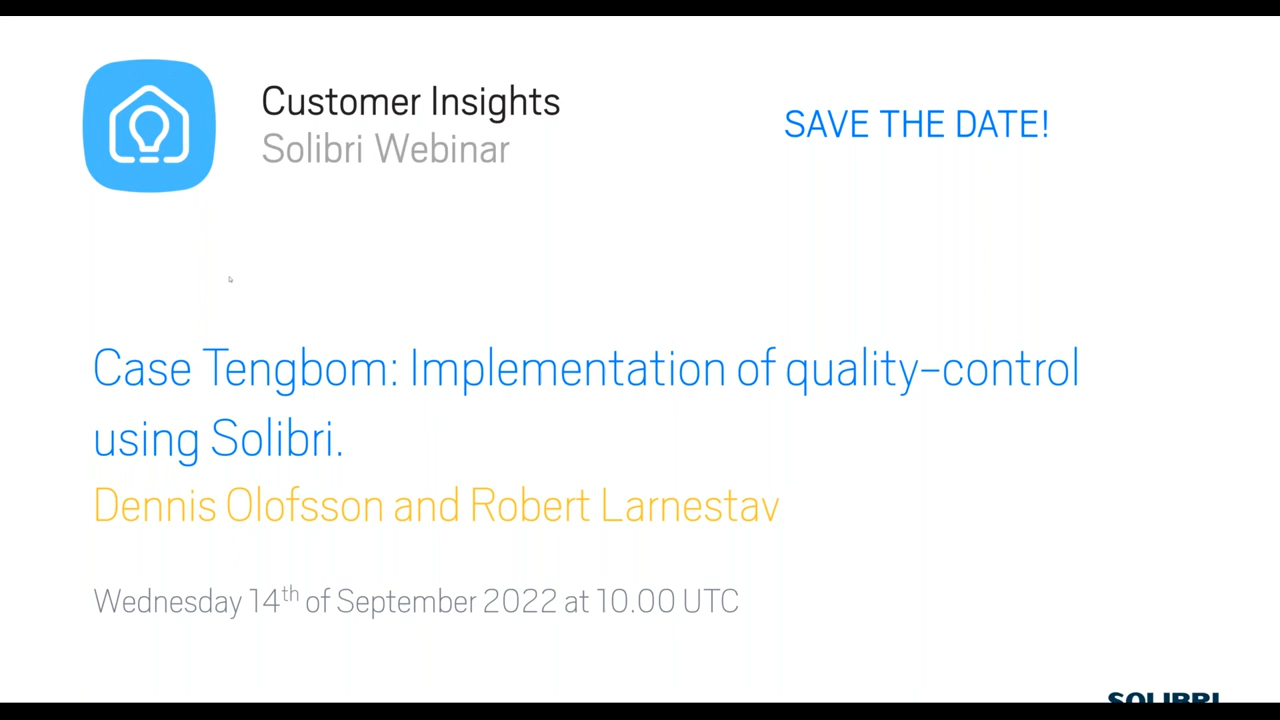 Customer Insights
Solibri Webinar
SAVE THE DATE!
Case Tengbom: Implementation of quality-control
using Solibri.
Dennis Olofsson and Robert Larnestav
Wednesday 14th of September 2022 at 10.00 UTC
SOLIBRI